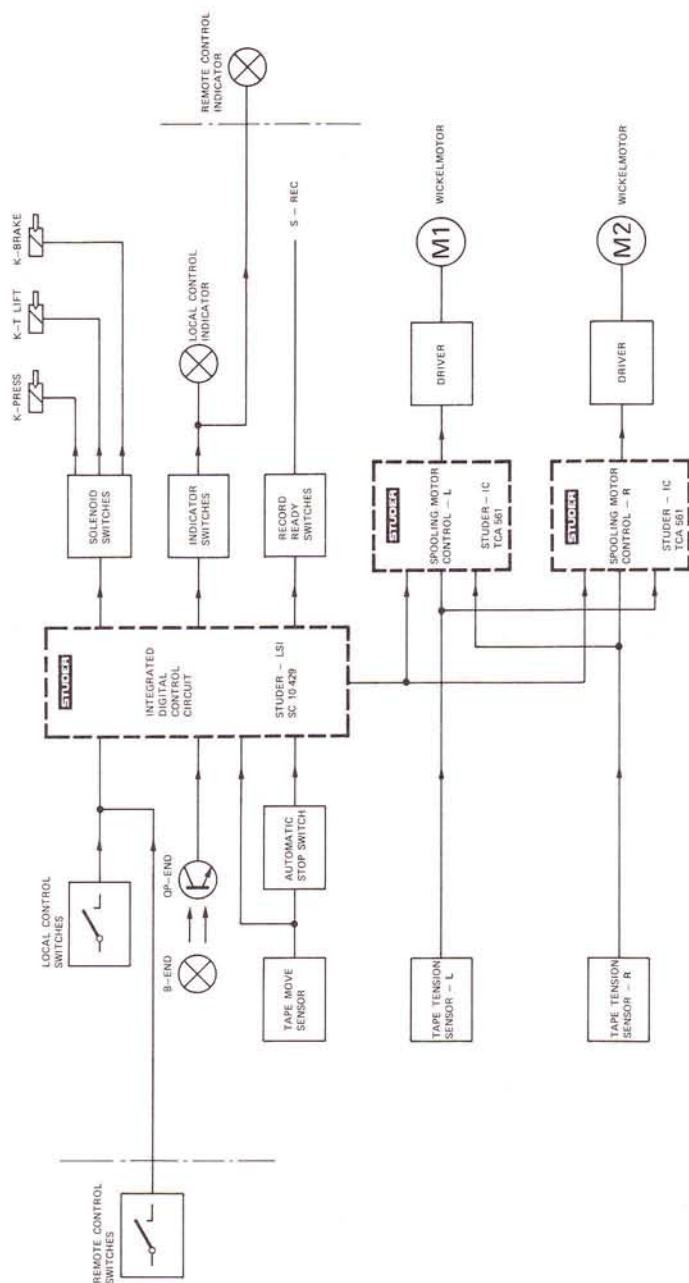 REMOTE CONTROL
SWITCHES
LOCAL CONTROL
SWITCHES
B-END
OP-END
TAPE MOVE
SENSOR
AUTOMATIC
STOP SWITCH
STUDER
INTEGRATED
DIGITAL
CONTROL
CIRCUIT
STUDER - LSI
SC 10 429
SOLENOID
SWITCHES
K-PRESS
K-T LIFT
K-BRAKE
INDICATOR
SWITCHES
LOCAL CONTROL
INDICATOR
REMOTE CONTROL
INDICATOR
RECORD
READY
SWITCHES
S - REC
TAPE TENSION
SENSOR - L
STUDER
SPOOLING MOTOR
CONTROL - L
STUDER - IC
TCA 561
DRIVER
M1
WICKELMOTOR
TAPE TENSION
SENSOR - R
STUDER
SPOOLING MOTOR
CONTROL - R
STUDER - IC
TCA 561
DRIVER
M2
WICKELMOTOR